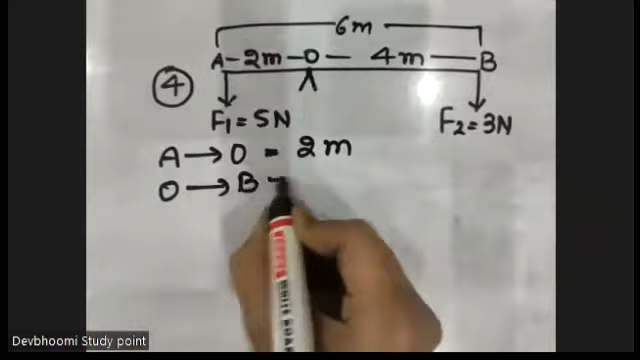 6m
A-2m-O- 4m-B
4
F1=5N F2=3N
A→O = 2m
O→B -
Devbhoomi Study point